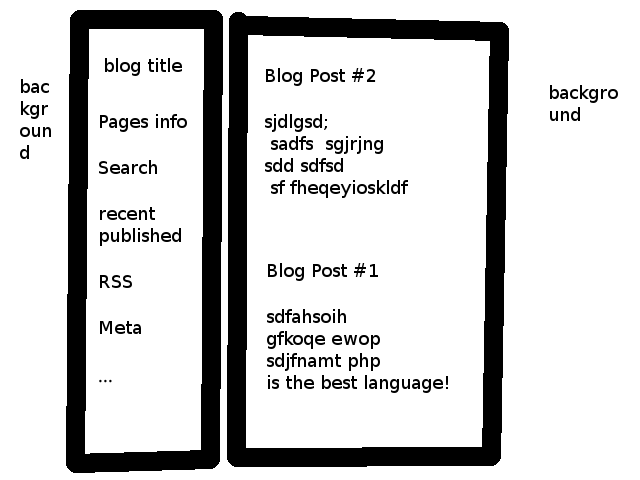 bac
kgr
oun
d
blog title
Pages info
Search
recent
published
RSS
Meta
...
Blog Post #2
sjdlgsd;
sadfs  sgjrjng
sdd sdfsd
sf fheqeyioskldf
Blog Post #1
sdfahsoih
gfkoqe ewop
sdjfnamt php
is the best language!
backgro
und